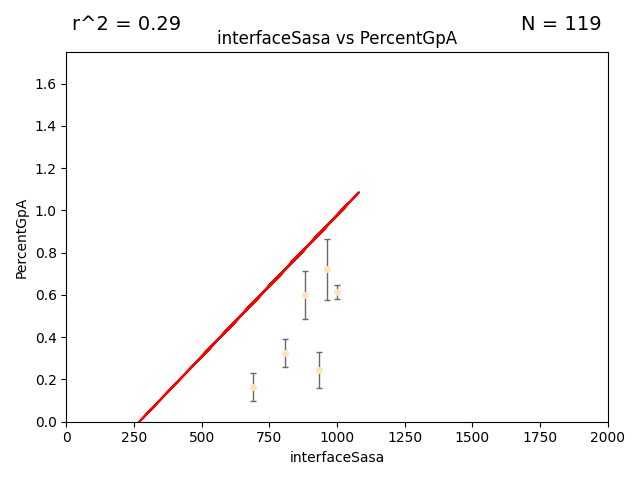 r^2 = 0.29
N = 119
interfaceSasa vs PercentGpA
PercentGpA
1.6
1.4
1.2
1.0
0.8
0.6
0.4
0.2
0.0
0 250 500 750 1000 1250 1500 1750 2000
interfaceSasa